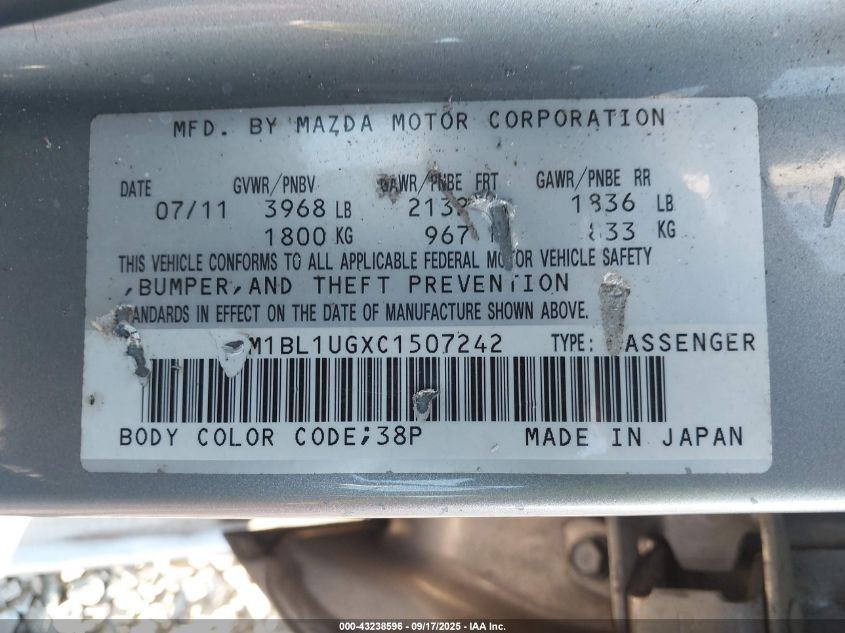 MFD. BY MAZDA MOTOR CORPORATION
DATE GVWR/PNBV GAWR/PNBE FRT GAWR/PNBE RR
07/11 3968 LB 1836 LB
1800 KG 967 KG
THIS VEHICLE CONFORMS TO ALL APPLICABLE FEDERAL MOTOR VEHICLE SAFETY
,BUMPER,AND THEFT PREVENTION
STANDARDS IN EFFECT ON THE DATE OF MANUFACTURE SHOWN ABOVE.
M1BL1UGXC1507242 TYPE: PASSENGER
BODY COLOR CODE;38P MADE IN JAPAN
000-43238596 - 09/17/2025 - IAA Inc.